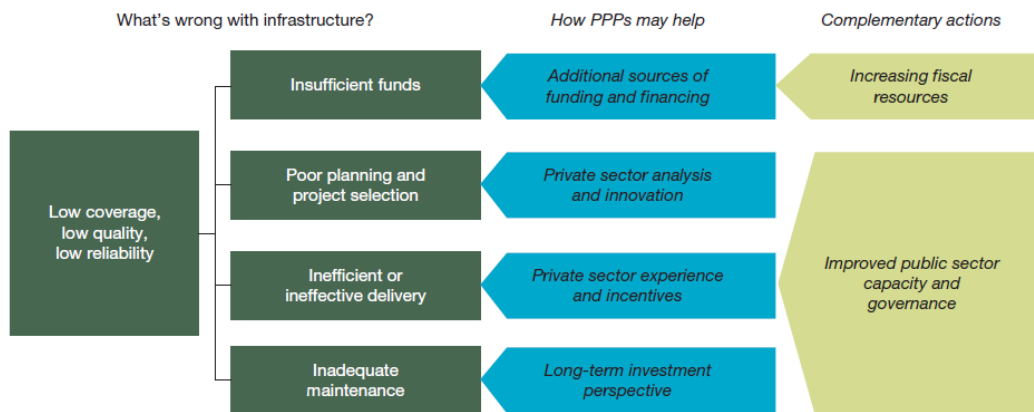 What's wrong with infrastructure?
How PPPs may help
Complementary actions
Low coverage,
low quality,
low reliability
Insufficient funds
Additional sources of
funding and financing
Increasing fiscal
resources
Poor planning and
project selection
Private sector analysis
and innovation
Inefficient or
ineffective delivery
Private sector experience
and incentives
Improved public sector
capacity and
governance
Inadequate
maintenance
Long-term investment
perspective